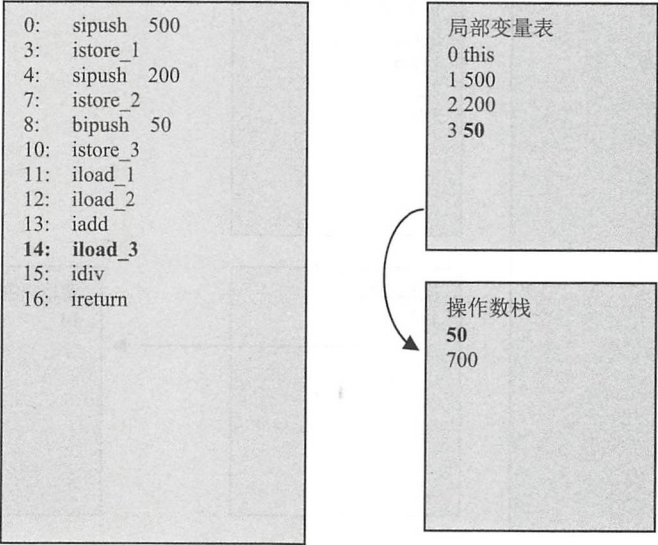 0: sipush 500
3: istore_1
4: sipush 200
7: istore_2
8: bipush 50
10: istore_3
11: iload_1
12: iload_2
13: iadd
14: iload_3
15: idiv
16: ireturn
局部变量表
0 this
1 500
2 200
3 50
操作数栈
50
700